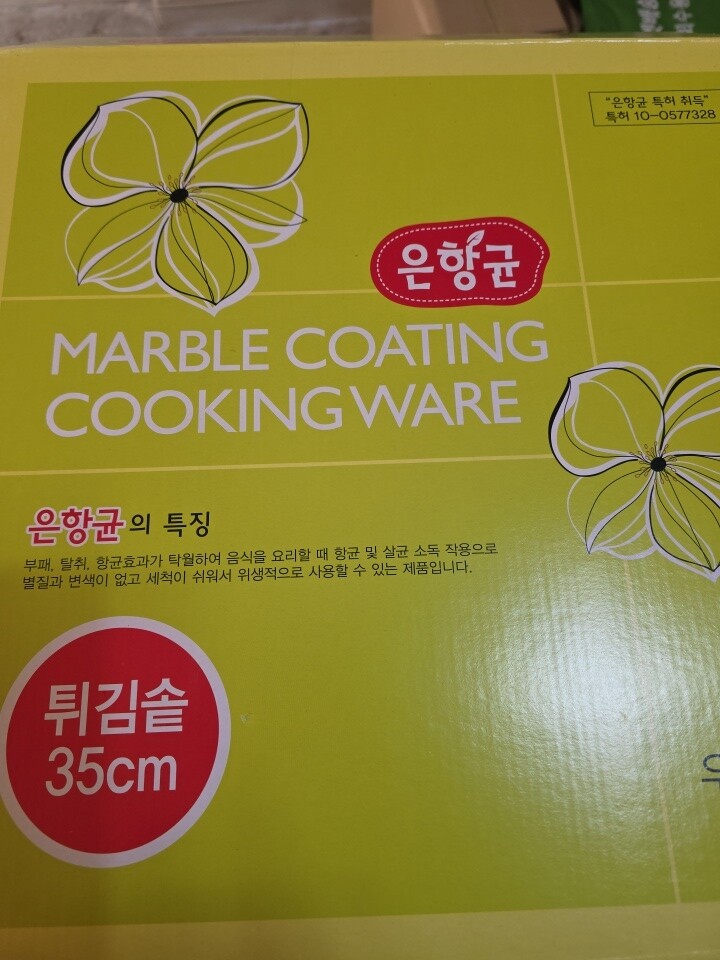 "은항균 특허 취득"
특허 10-0577328
은항균
MARBLE COATING
COOKING WARE
은항균의 특징
부패, 탈취, 항균효과가 탁월하여 음식을 요리할 때 항균 및 살균 소독 작용으로
별질과 변색이 없고 세척이 쉬워서 위생적으로 사용할 수 있는 제품입니다.
튀김솥
35cm